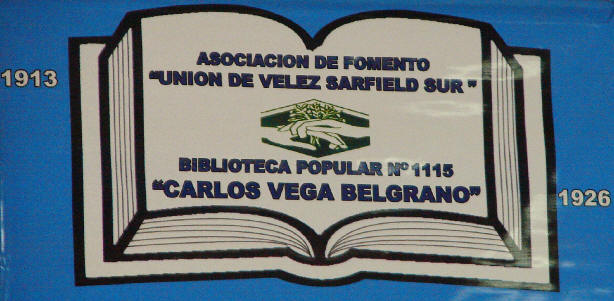 1913
ASOCIACION DE FOMENTO
"UNION DE VELEZ SARFIELD SUR"
BIBLIOTECA POPULAR Nº 1115
"CARLOS VEGA BELGRANO"
1926